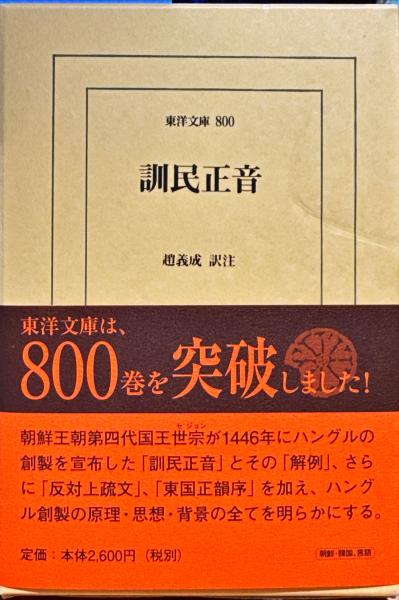 東洋文庫 800
訓民正音
趙義成 訳注
東洋文庫は、
800巻を突破しました!
セジョン
朝鮮王朝第四代国王世宗が1446年にハングルの
創製を宣布した「訓民正音」とその「解例」、さら
に「反対上疏文」、「東国正韻序」を加え、ハング
ル創製の原理・思想・背景の全てを明らかにする。
定価:本体2,600円(税別)
朝鮮・韓国、言語